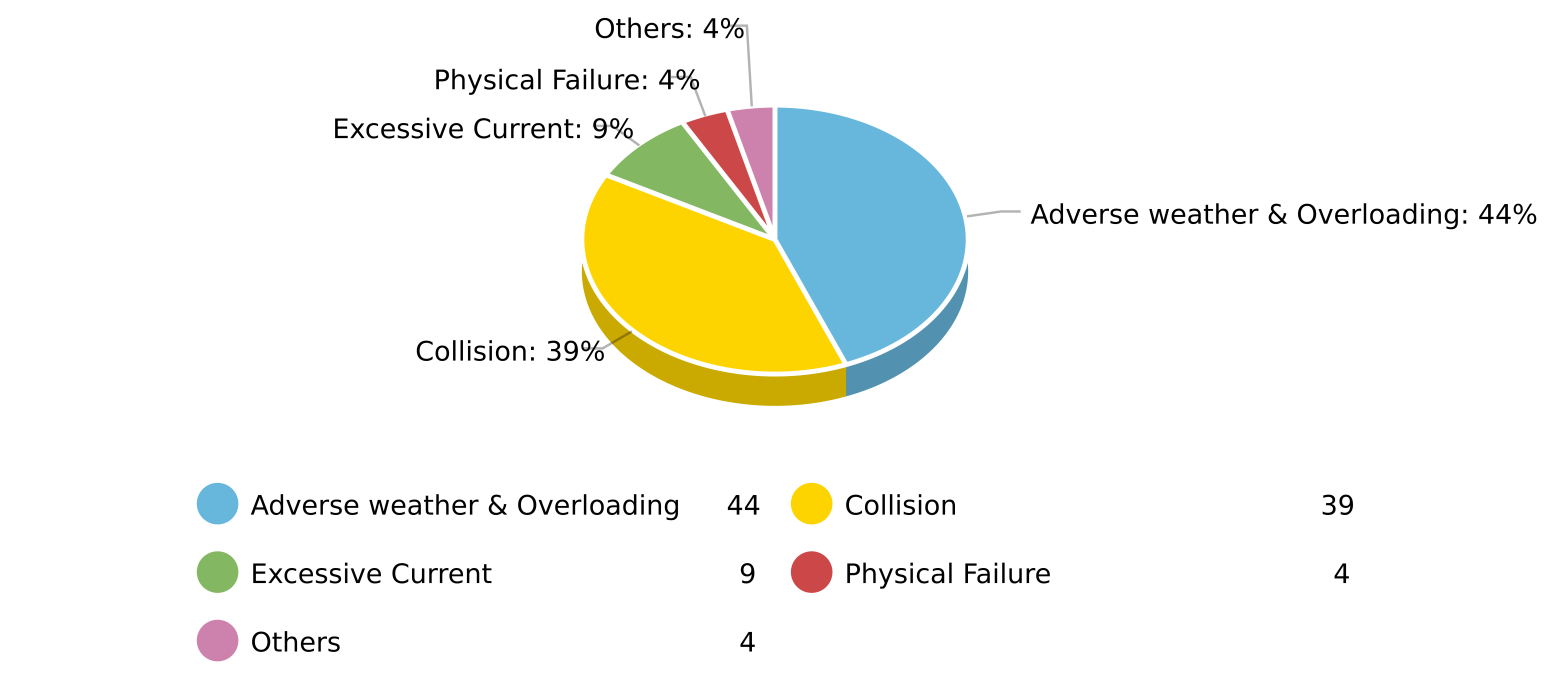 Others: 4%
Physical Failure: 4%
Excessive Current: 9%
Adverse weather & Overloading: 44%
Collision: 39%
Adverse weather & Overloading 44 Collision 39
Excessive Current 9 Physical Failure 4
Others 4